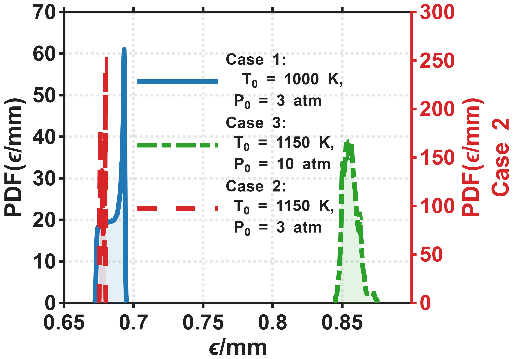 70
60
50
40
30
20
10
0
PDF(ϵ/mm)
Case 1:
T₀ = 1000 K,
P₀ = 3 atm
Case 3:
T₀ = 1150 K,
P₀ = 10 atm
Case 2:
T₀ = 1150 K,
P₀ = 3 atm
300
250
200
150
100
50
0
PDF(ϵ/mm)
Case 2
0.65
0.7
0.75
0.8
0.85
ϵ/mm